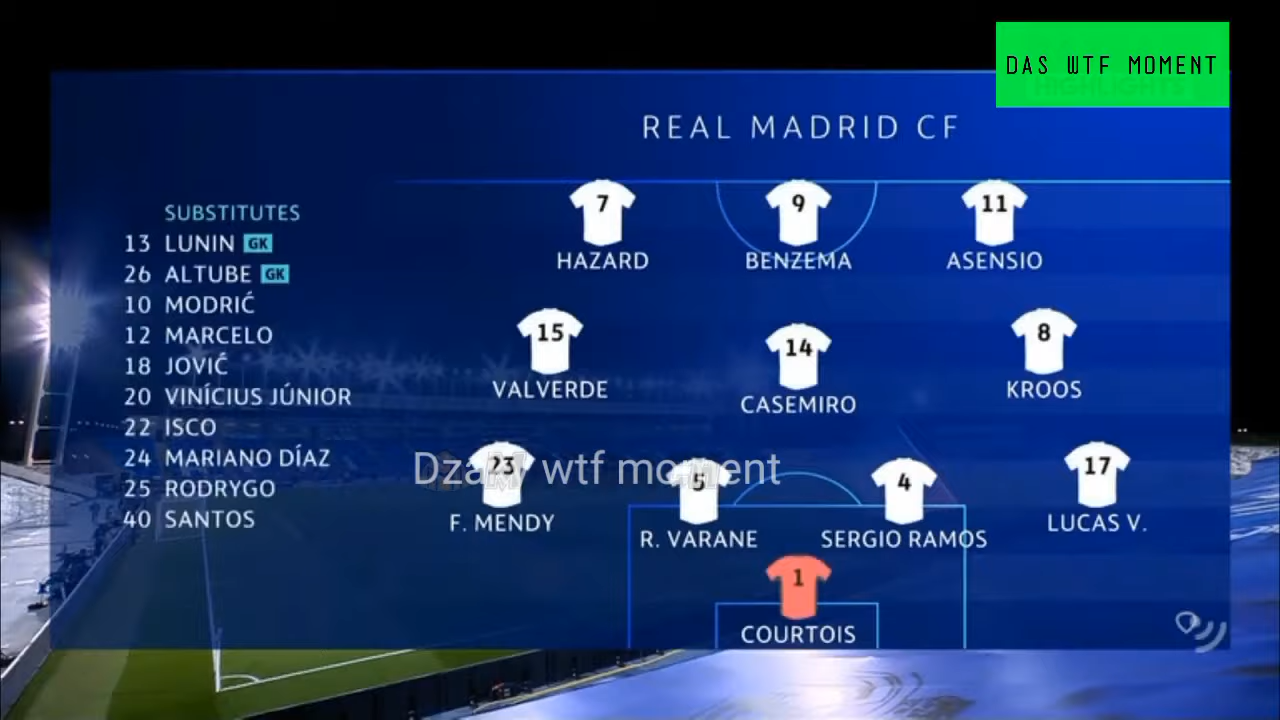 DAS WTF MOMENT
REAL MADRID CF
SUBSTITUTES
13 LUNIN GK
26 ALTUBE GK
10 MODRIĆ
12 MARCELO
18 JOVIĆ
20 VINÍCIUS JÚNIOR
22 ISCO
24 MARIANO DÍAZ
25 RODRYGO
40 SANTOS
7 9 11
HAZARD BENZEMA ASENSIO
15 14 8
VALVERDE CASEMIRO KROOS
23 5 4 17
F. MENDY R. VARANE SERGIO RAMOS LUCAS V.
1
COURTOIS
wtf moment